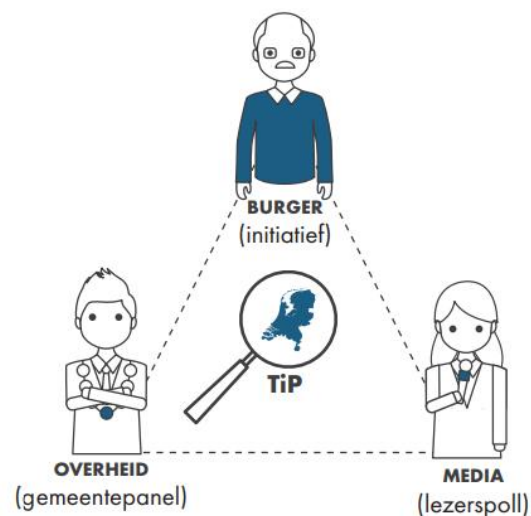 BURGER
(initiatief)
TiP
OVERHEID
(gemeentepanel)
MEDIA
(lezerspoll)